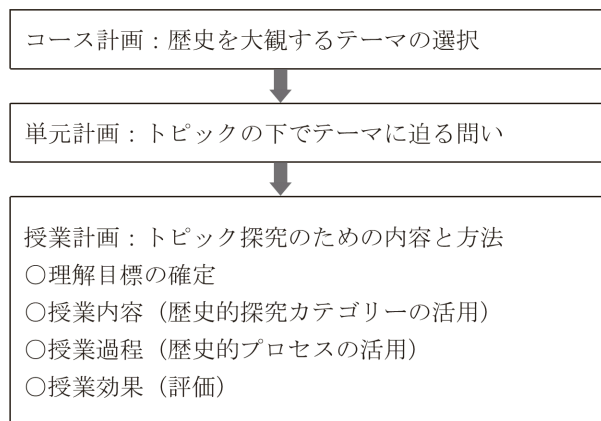 コース計画：歴史を大観するテーマの選択
単元計画：トピックの下でテーマに迫る問い
授業計画：トピック探究のための内容と方法
○理解目標の確定
○授業内容（歴史的探究カテゴリーの活用）
○授業過程（歴史的プロセスの活用）
○授業効果（評価）